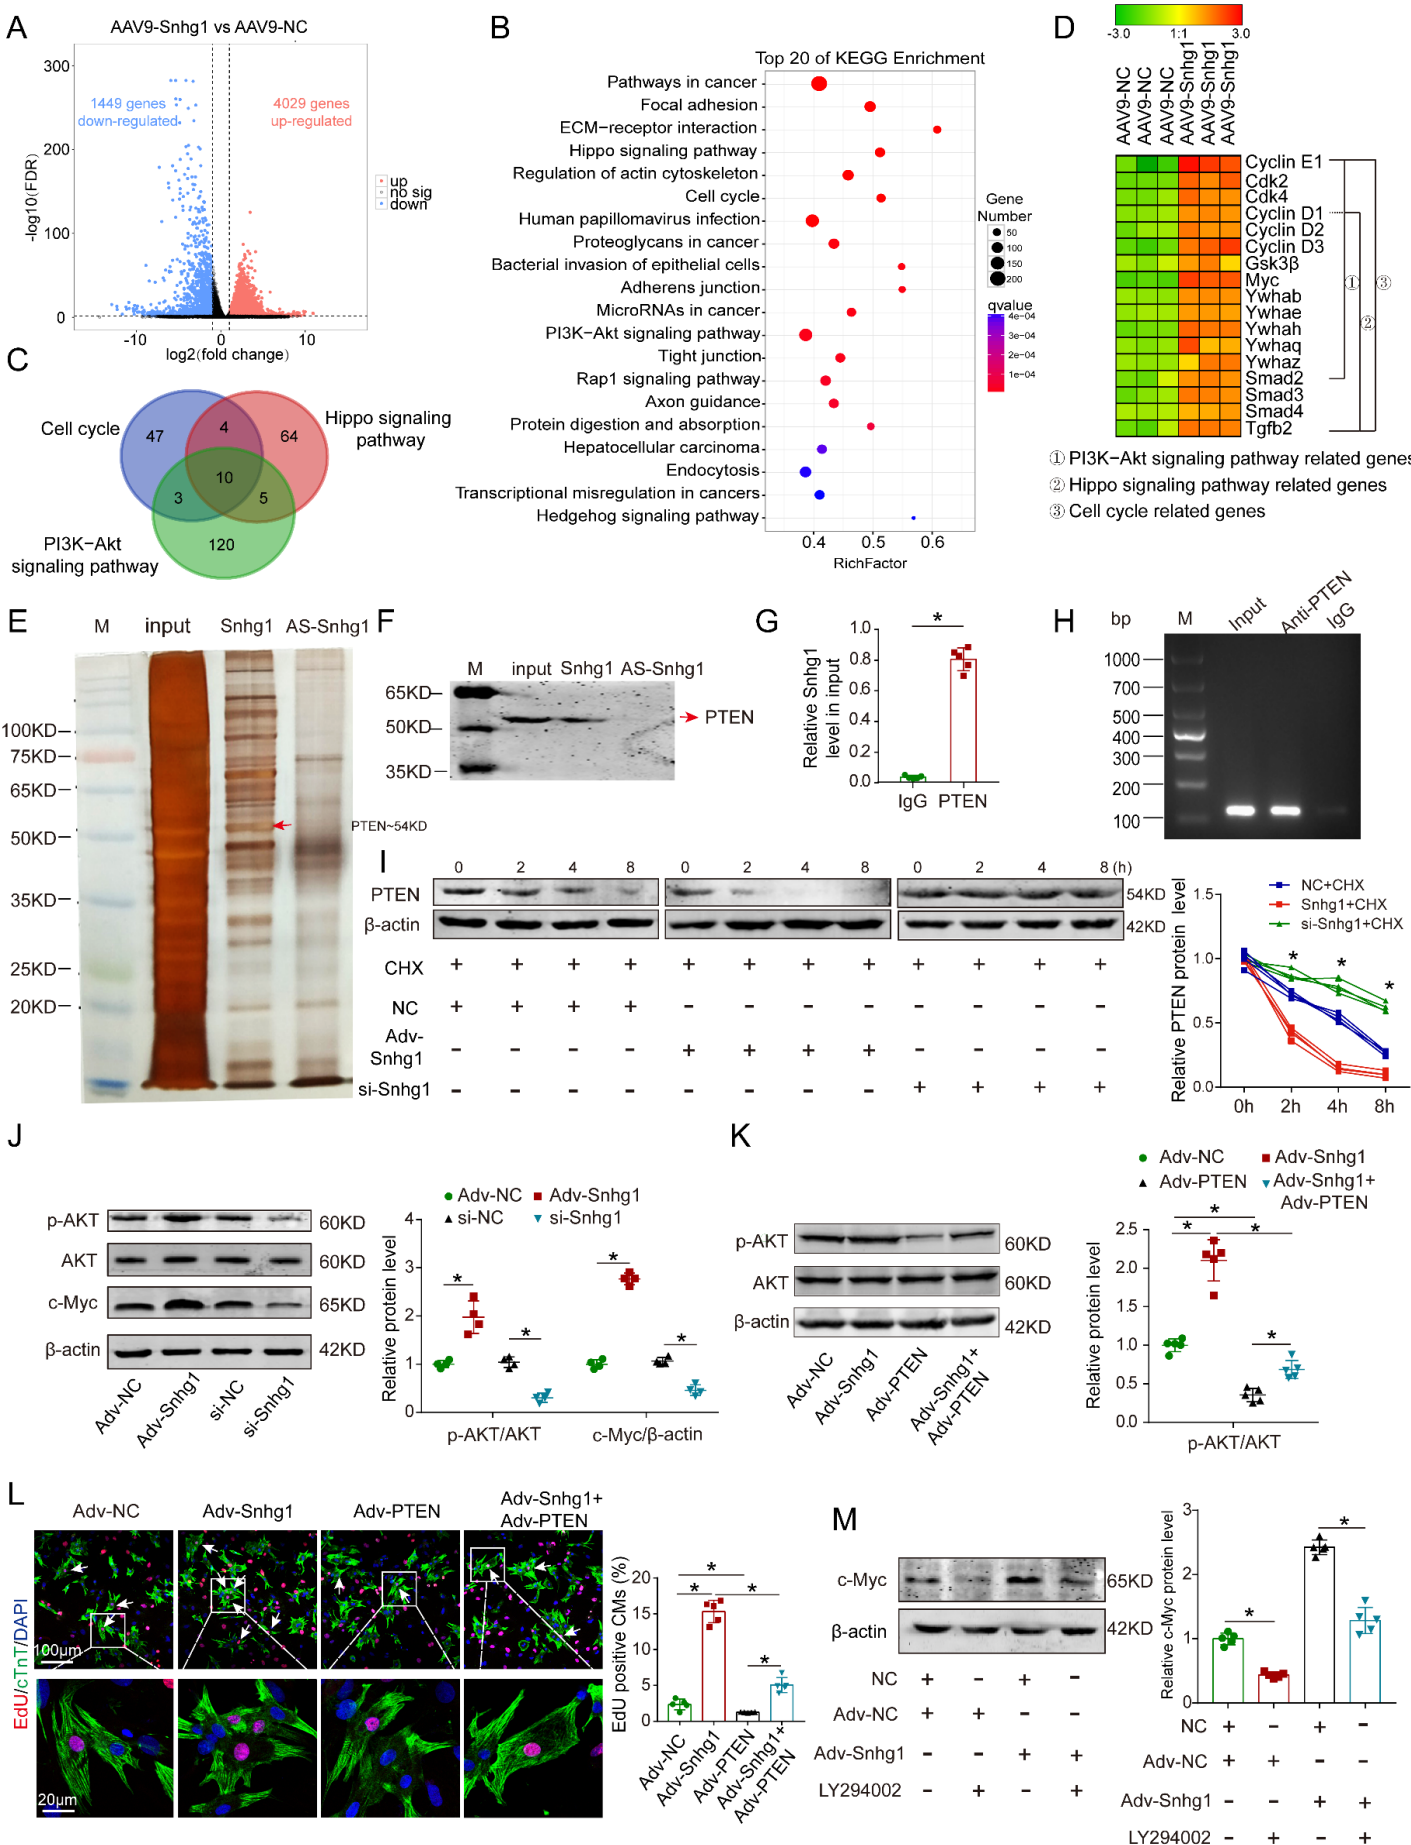 A
AAV9-Snhg1 vs AAV9-NC
300
200
100
0
-log10(FDR)
1449 genes
down-regulated
4029 genes
up-regulated
up
no sig
down
-10
0
10
log2(fold change)
B
Top 20 of KEGG Enrichment
Pathways in cancer
Focal adhesion
ECM−receptor interaction
Hippo signaling pathway
Regulation of actin cytoskeleton
Cell cycle
Human papillomavirus infection
Proteoglycans in cancer
Bacterial invasion of epithelial cells
Adherens junction
MicroRNAs in cancer
PI3K−Akt signaling pathway
Tight junction
Rap1 signaling pathway
Axon guidance
Protein digestion and absorption
Hepatocellular carcinoma
Endocytosis
Transcriptional misregulation in cancers
Hedgehog signaling pathway
0.4
0.5
0.6
RichFactor
Gene
Number
50
100
150
200
qvalue
4e−04
3e−04
2e−04
1e−04
C
Cell cycle
Hippo signaling
pathway
PI3K−Akt
signaling pathway
47
4
64
10
3
5
120
D
-3.0
1:1
3.0
AAV9-NC
AAV9-NC
AAV9-NC
AAV9-Snhg1
AAV9-Snhg1
AAV9-Snhg1
Cyclin E1
Cdk2
Cdk4
Cyclin D1
Cyclin D2
Cyclin D3
Gsk3β
Myc
Ywhab
Ywhae
Ywhah
Ywhaq
Ywhaz
Smad2
Smad3
Smad4
Tgfb2
①
②
③
① PI3K−Akt signaling pathway related genes
② Hippo signaling pathway related genes
③ Cell cycle related genes
E
M
input
Snhg1
AS-Snhg1
100KD
75KD
65KD
50KD
35KD
25KD
20KD
PTEN~54KD
F
M
input
Snhg1
AS-Snhg1
65KD
50KD
35KD
PTEN
G
Relative Snhg1
level in input
1.0
0.8
0.6
0.4
0.2
0.0
*
IgG
PTEN
H
bp
M
Input
Anti-PTEN
IgG
1000
700
500
400
300
200
100
I
0 2 4 8 0 2 4 8 0 2 4 8 (h)
PTEN
54KD
β-actin
42KD
CHX + + + + + + + + + + + +
NC + + + + − − − − − − − −
Adv-
Snhg1 − − − − + + + + − − − −
si-Snhg1 − − − − − − − − + + + +
NC+CHX
Snhg1+CHX
si-Snhg1+CHX
Relative PTEN protein level
1.5
1.0
0.5
0.0
* * *
0h 2h 4h 8h
J
p-AKT
60KD
AKT
60KD
c-Myc
65KD
β-actin
42KD
Adv-NC
Adv-Snhg1
si-NC
si-Snhg1
Adv-NC
Adv-Snhg1
si-NC
si-Snhg1
Relative protein level
4
3
2
1
0
* * * *
p-AKT/AKT
c-Myc/β-actin
K
p-AKT
60KD
AKT
60KD
β-actin
42KD
Adv-NC
Adv-Snhg1
Adv-PTEN
Adv-Snhg1+
Adv-PTEN
Adv-NC
Adv-Snhg1
Adv-PTEN
Adv-Snhg1+
Adv-PTEN
Relative protein level
2.5
2.0
1.5
1.0
0.5
0.0
* * * *
p-AKT/AKT
L
Adv-NC
Adv-Snhg1
Adv-PTEN
Adv-Snhg1+
Adv-PTEN
EdU/cTnT/DAPI
100μm
20μm
EdU positive CMs (%)
20
15
10
5
0
* * * *
Adv-NC
Adv-Snhg1
Adv-PTEN
Adv-Snhg1+
Adv-PTEN
M
c-Myc
65KD
β-actin
42KD
NC + − + −
Adv-NC + + − −
Adv-Snhg1 − − + +
LY294002 − + − +
Relative c-Myc protein level
3
2
1
0
* *
NC + − + −
Adv-NC + + − −
Adv-Snhg1 − − + +
LY294002 − + − +